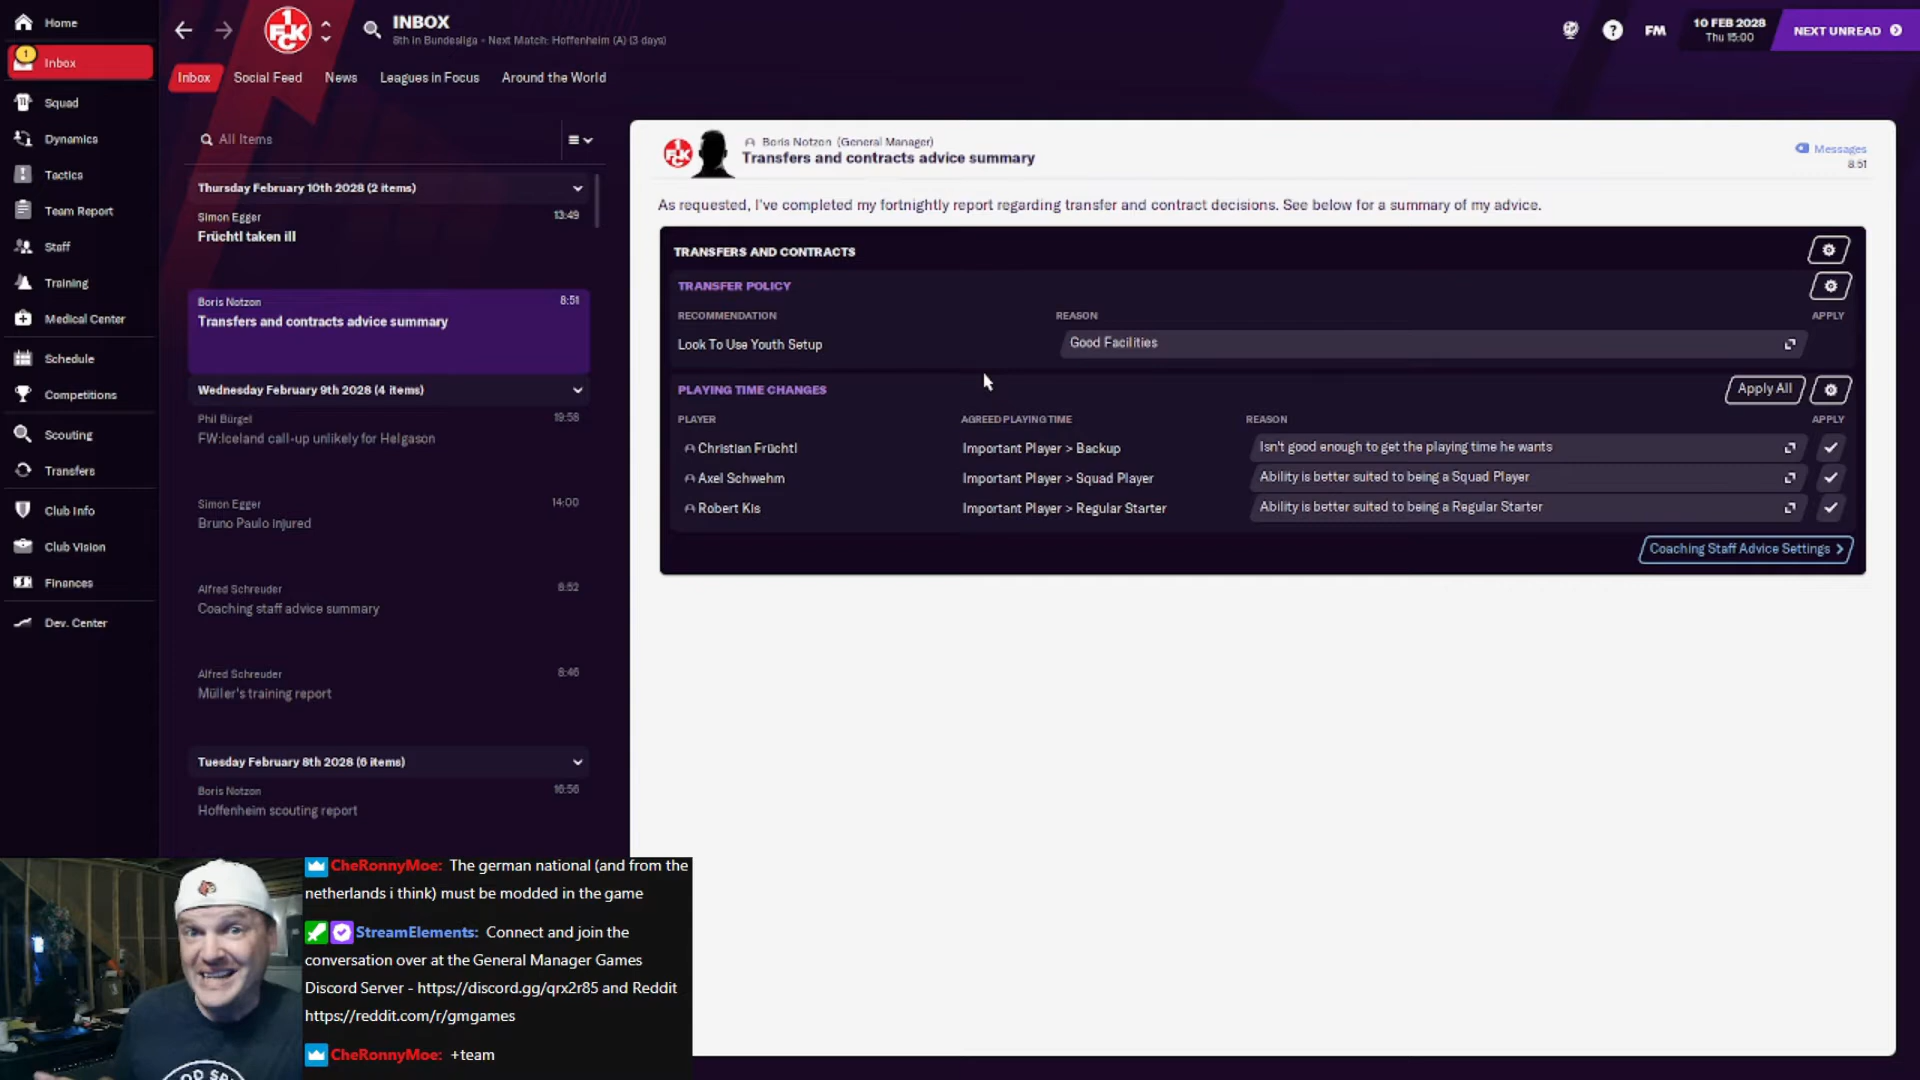 Home
Inbox
1
Squad
Dynamics
Tactics
Team Report
Staff
Training
Medical Center
Schedule
Competitions
Scouting
Transfers
Club Info
Club Vision
Finances
Dev. Center
1
FCK
INBOX
8th in Bundesliga - Next Match: Hoffenheim (A) (3 days)
FM
10 FEB 2028
Thu 15:00
NEXT UNREAD
Inbox
Social Feed
News
Leagues in Focus
Around the World
All Items
Thursday February 10th 2028 (2 items)
Simon Egger
13:49
Früchtl taken ill
Boris Notzon
8:51
Transfers and contracts advice summary
Wednesday February 9th 2028 (4 items)
Phil Bürgel
19:58
FW:Iceland call-up unlikely for Helgason
Simon Egger
14:00
Bruno Paulo injured
Alfred Schreuder
8:52
Coaching staff advice summary
Alfred Schreuder
8:46
Müller's training report
Tuesday February 8th 2028 (6 items)
Boris Notzon
16:56
Hoffenheim scouting report
Boris Notzon (General Manager)
Transfers and contracts advice summary
Messages
8:51
As requested, I've completed my fortnightly report regarding transfer and contract decisions. See below for a summary of my advice.
TRANSFERS AND CONTRACTS
TRANSFER POLICY
RECOMMENDATION REASON APPLY
Look To Use Youth Setup Good Facilities
PLAYING TIME CHANGES
Apply All
PLAYER AGREED PLAYING TIME REASON APPLY
Christian Früchtl Important Player > Backup Isn't good enough to get the playing time he wants
Axel Schwehm Important Player > Squad Player Ability is better suited to being a Squad Player
Robert Kis Important Player > Regular Starter Ability is better suited to being a Regular Starter
Coaching Staff Advice Settings
CheRonnyMoe: The german national (and from the
netherlands i think) must be modded in the game
StreamElements: Connect and join the
conversation over at the General Manager Games
Discord Server - https://discord.gg/qrx2r85 and Reddit
https://reddit.com/r/gmgames
CheRonnyMoe: +team